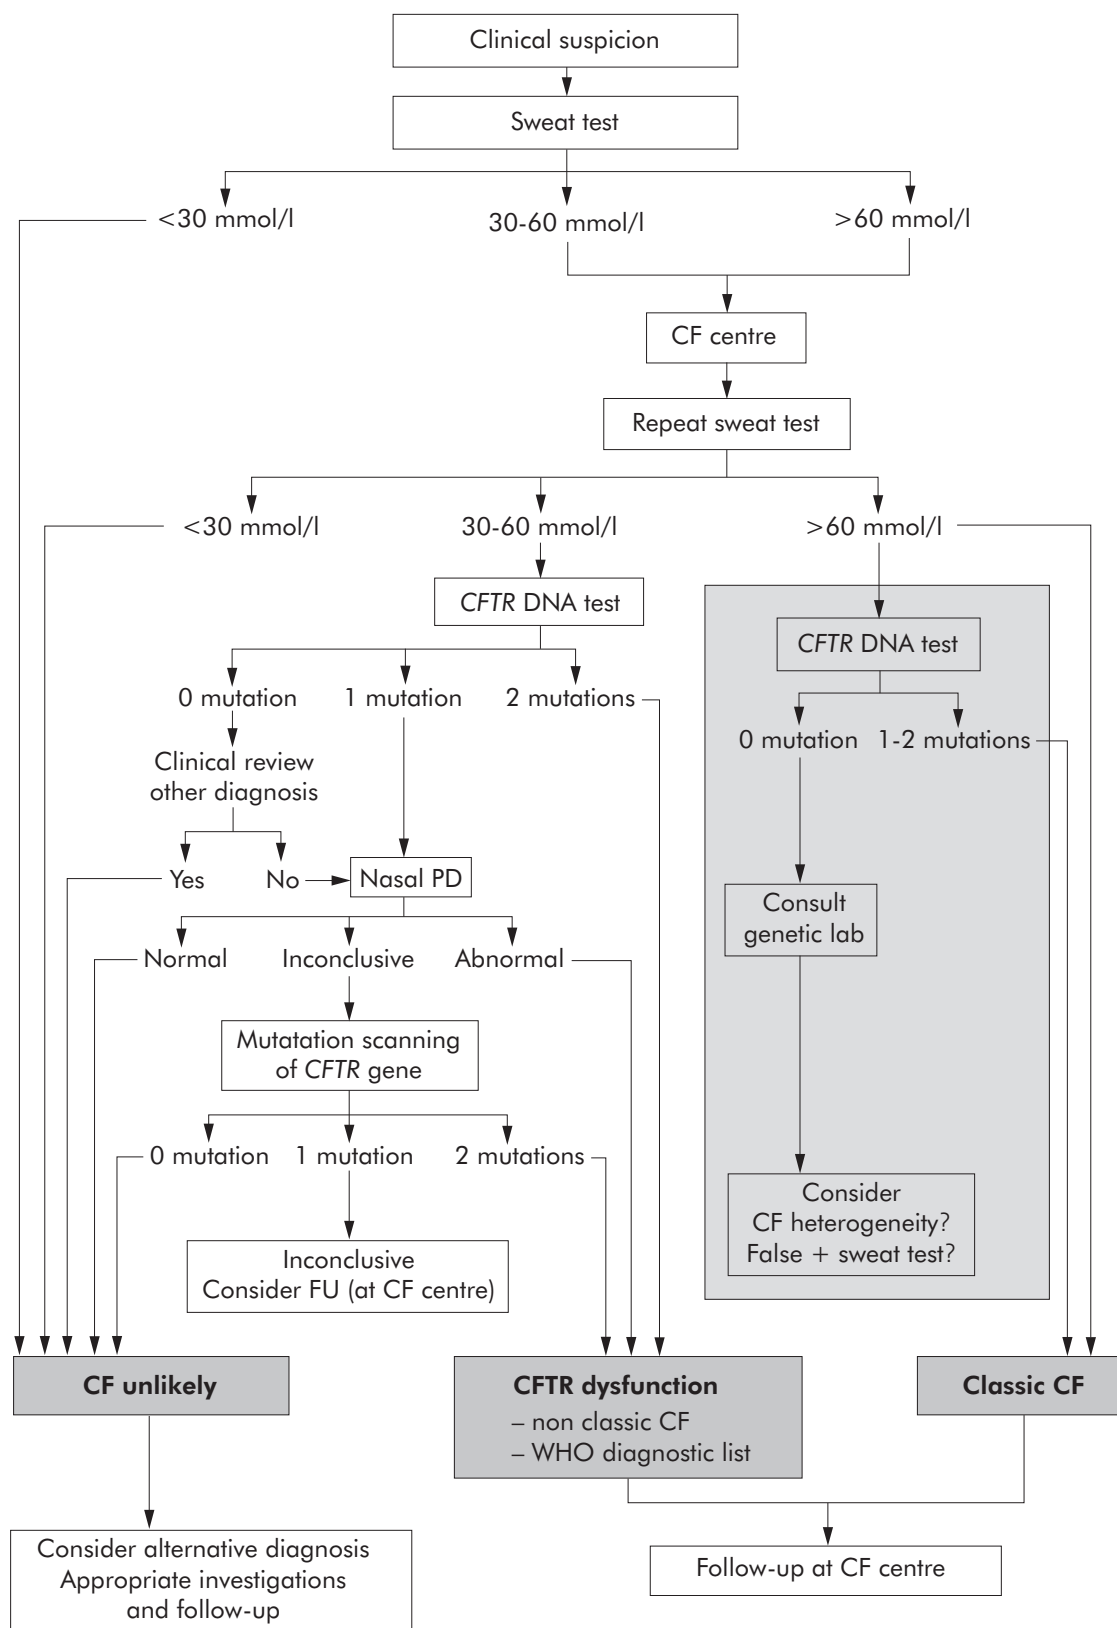 Clinical suspicion
Sweat test
<30 mmol/l
30-60 mmol/l
>60 mmol/l
CF centre
Repeat sweat test
<30 mmol/l
30-60 mmol/l
>60 mmol/l
CFTR DNA test
CFTR DNA test
0 mutation
1 mutation
2 mutations
0 mutation
1-2 mutations
Clinical review
other diagnosis
Yes
No
Nasal PD
Consult
genetic lab
Normal
Inconclusive
Abnormal
Mutatation scanning
of CFTR gene
0 mutation
1 mutation
2 mutations
Consider
CF heterogeneity?
False + sweat test?
Inconclusive
Consider FU (at CF centre)
CF unlikely
CFTR dysfunction
– non classic CF
– WHO diagnostic list
Classic CF
Consider alternative diagnosis
Appropriate investigations
and follow-up
Follow-up at CF centre